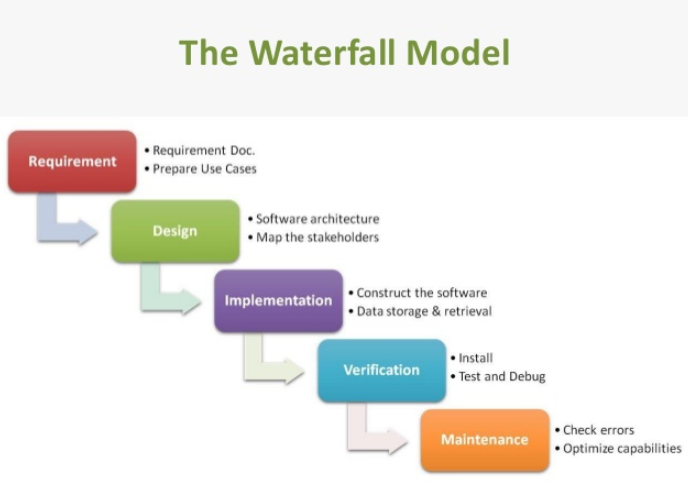 The Waterfall Model
Requirement
• Requirement Doc.
• Prepare Use Cases
Design
• Software architecture
• Map the stakeholders
Implementation
• Construct the software
• Data storage & retrieval
Verification
• Install
• Test and Debug
Maintenance
• Check errors
• Optimize capabilities